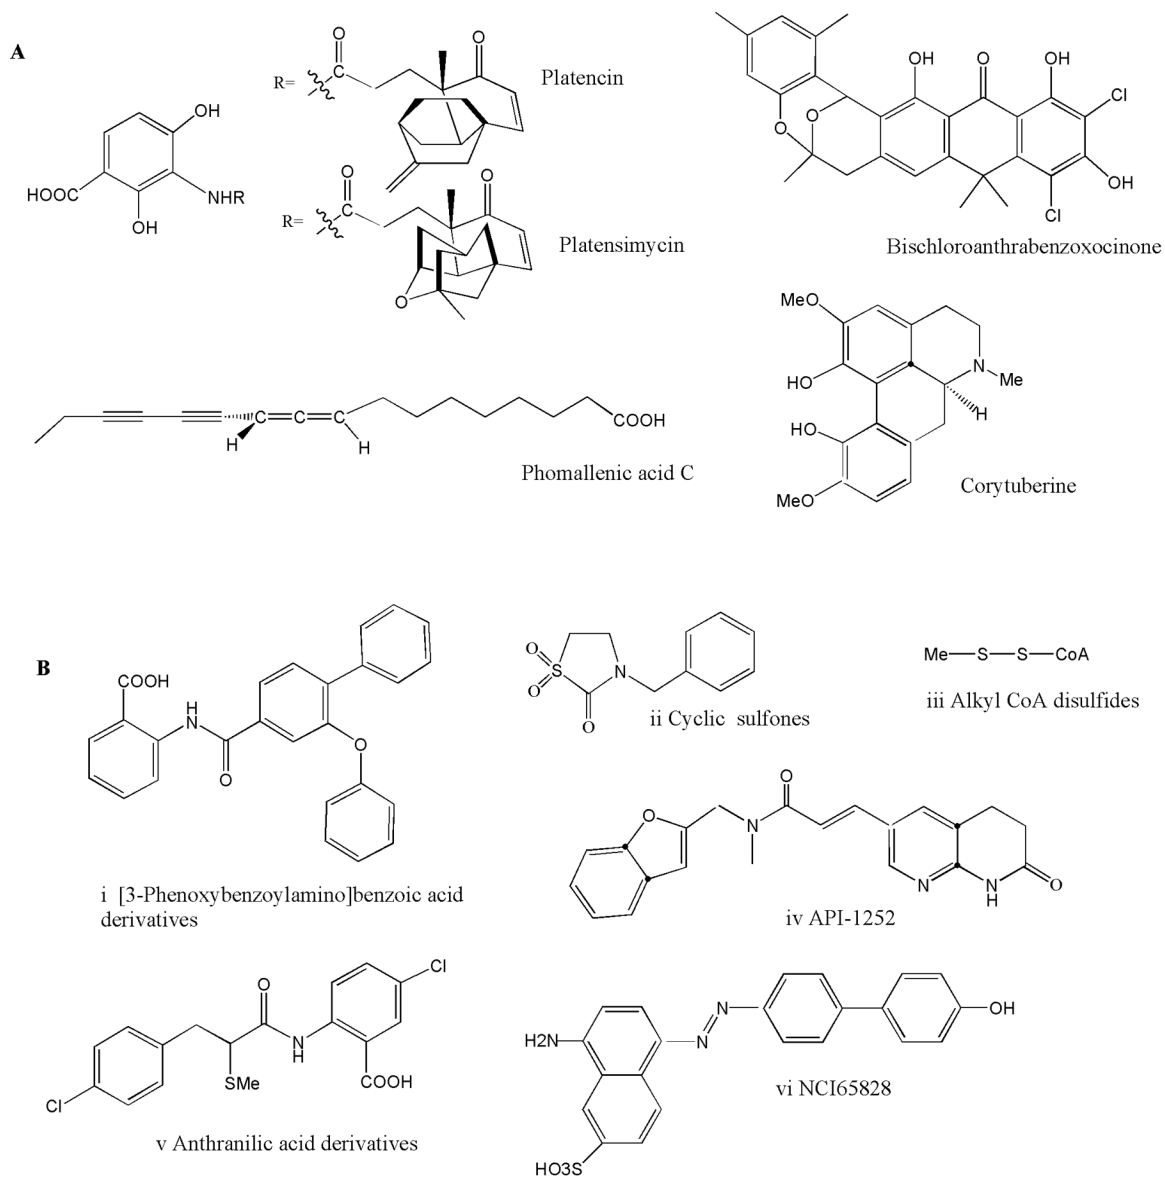 A
OH
HOOC
NHR
OH
R=
O
C
O
Platencin
R=
O
C
O
O
Platensimycin
OH
O
OH
Cl
O
O
OH
Cl
Bischloroanthrabenzoxocinone
C
C
C
H
H
COOH
Phomallenic acid C
MeO
HO
N
Me
H
HO
MeO
Corytuberine
B
COOH
H
N
O
O
i [3-Phenoxybenzoylamino]benzoic acid
derivatives
O
S
O
N
O
ii Cyclic sulfones
Me
S
S
CoA
iii Alkyl CoA disulfides
O
O
N
N
N
H
O
iv API-1252
Cl
O
N
H
SMe
COOH
Cl
v Anthranilic acid derivatives
H2N
N
N
OH
HO3S
vi NCI65828